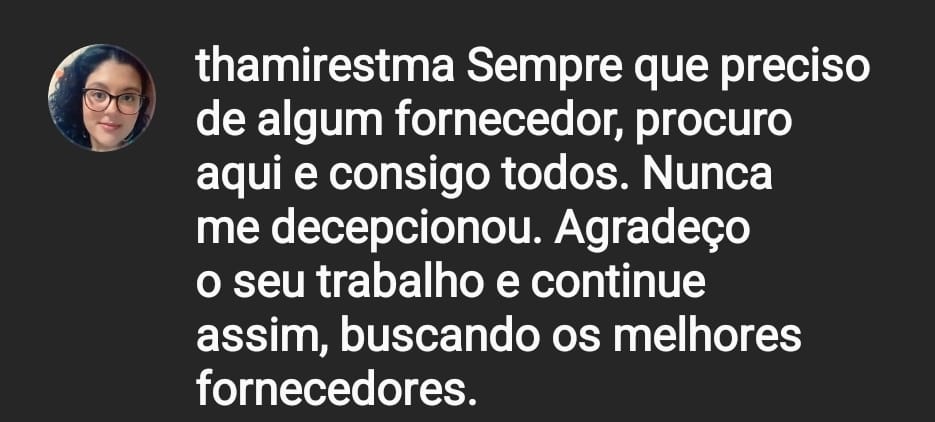 thamirestma Sempre que preciso
de algum fornecedor, procuro
aqui e consigo todos. Nunca
me decepcionou. Agradeço
o seu trabalho e continue
assim, buscando os melhores
fornecedores.